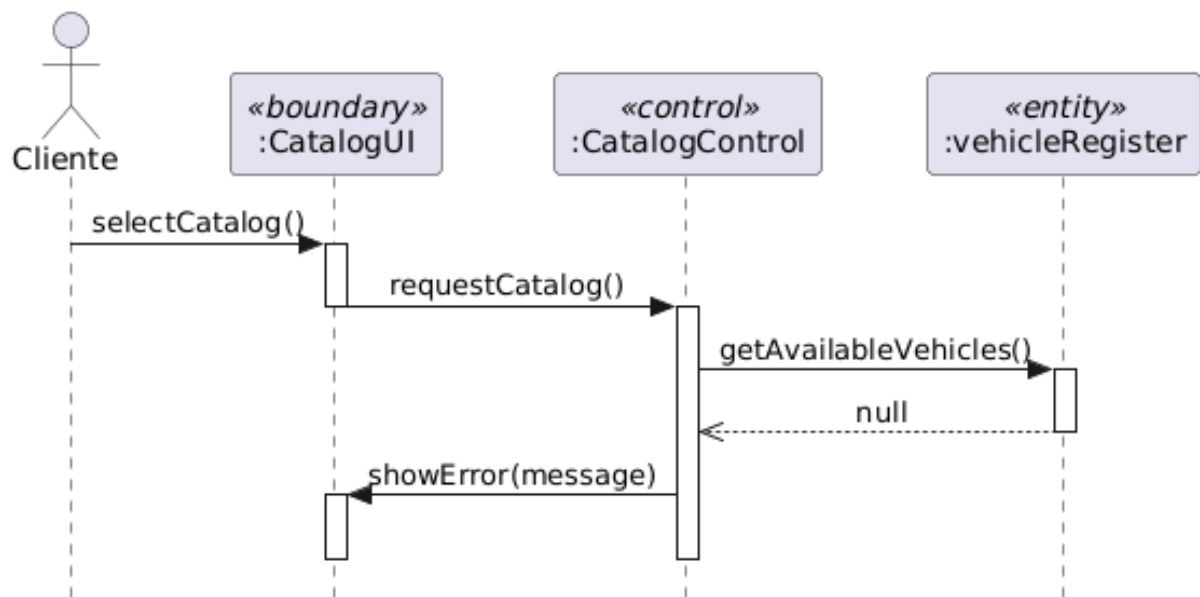 «boundary»
:CatalogUI
«control»
:CatalogControl
«entity»
:vehicleRegister
Cliente
selectCatalog()
requestCatalog()
getAvailableVehicles()
null
showError(message)